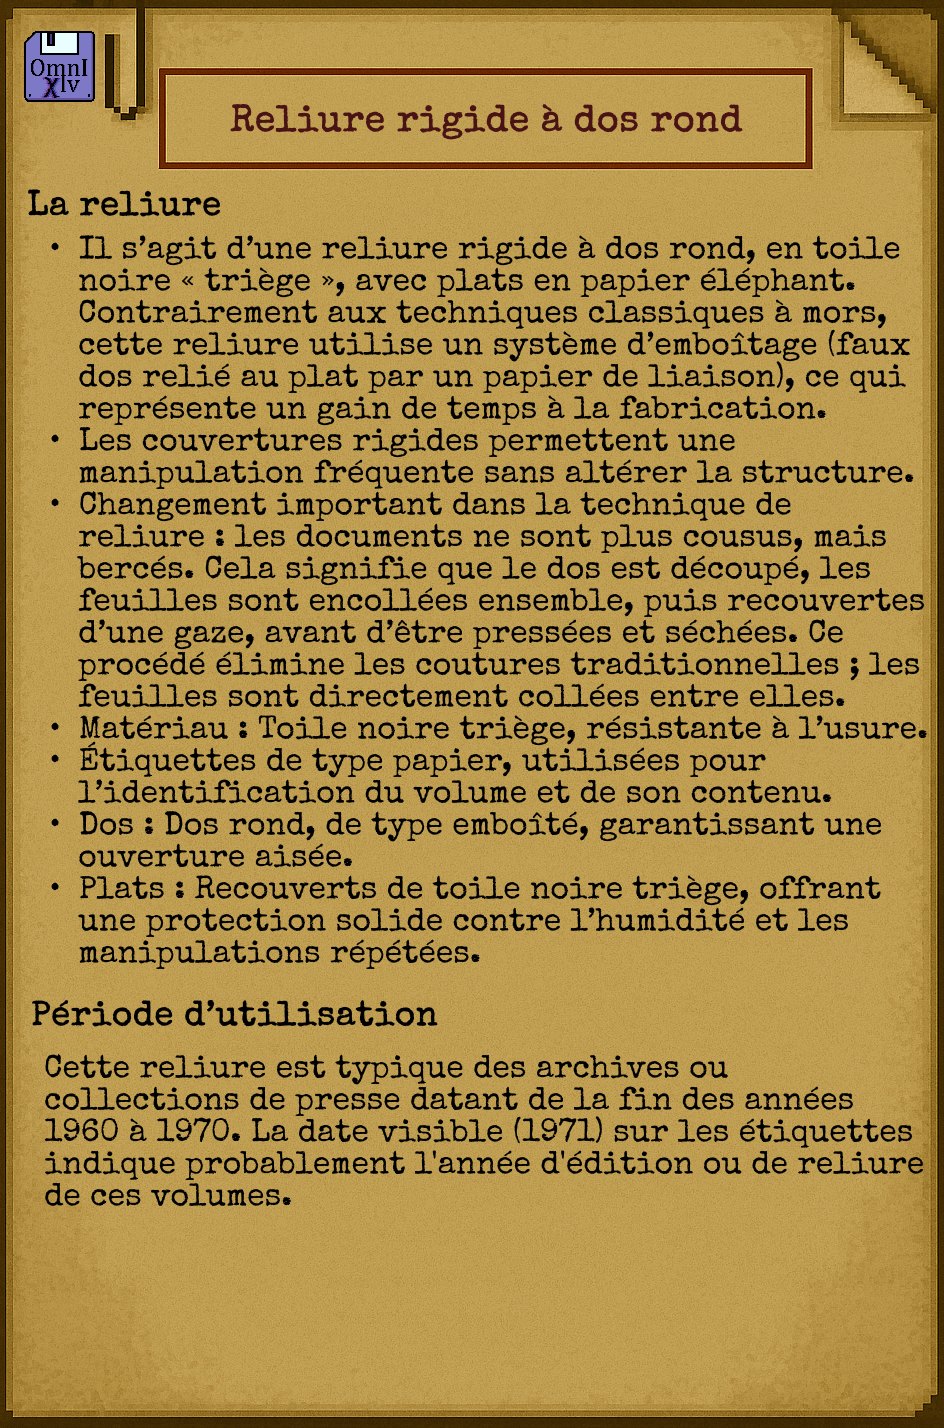 OmnI
χIv
Reliure rigide à dos rond
La reliure
• Il s’agit d’une reliure rigide à dos rond, en toile
noire « triège », avec plats en papier éléphant.
Contrairement aux techniques classiques à mors,
cette reliure utilise un système d’emboîtage (faux
dos relié au plat par un papier de liaison), ce qui
représente un gain de temps à la fabrication.
• Les couvertures rigides permettent une
manipulation fréquente sans altérer la structure.
• Changement important dans la technique de
reliure : les documents ne sont plus cousus, mais
bercés. Cela signifie que le dos est découpé, les
feuilles sont encollées ensemble, puis recouvertes
d’une gaze, avant d’être pressées et séchées. Ce
procédé élimine les coutures traditionnelles ; les
feuilles sont directement collées entre elles.
• Matériau : Toile noire triège, résistante à l’usure.
• Étiquettes de type papier, utilisées pour
l’identification du volume et de son contenu.
• Dos : Dos rond, de type emboîté, garantissant une
ouverture aisée.
• Plats : Recouverts de toile noire triège, offrant
une protection solide contre l’humidité et les
manipulations répétées.
Période d’utilisation
Cette reliure est typique des archives ou
collections de presse datant de la fin des années
1960 à 1970. La date visible (1971) sur les étiquettes
indique probablement l'année d'édition ou de reliure
de ces volumes.